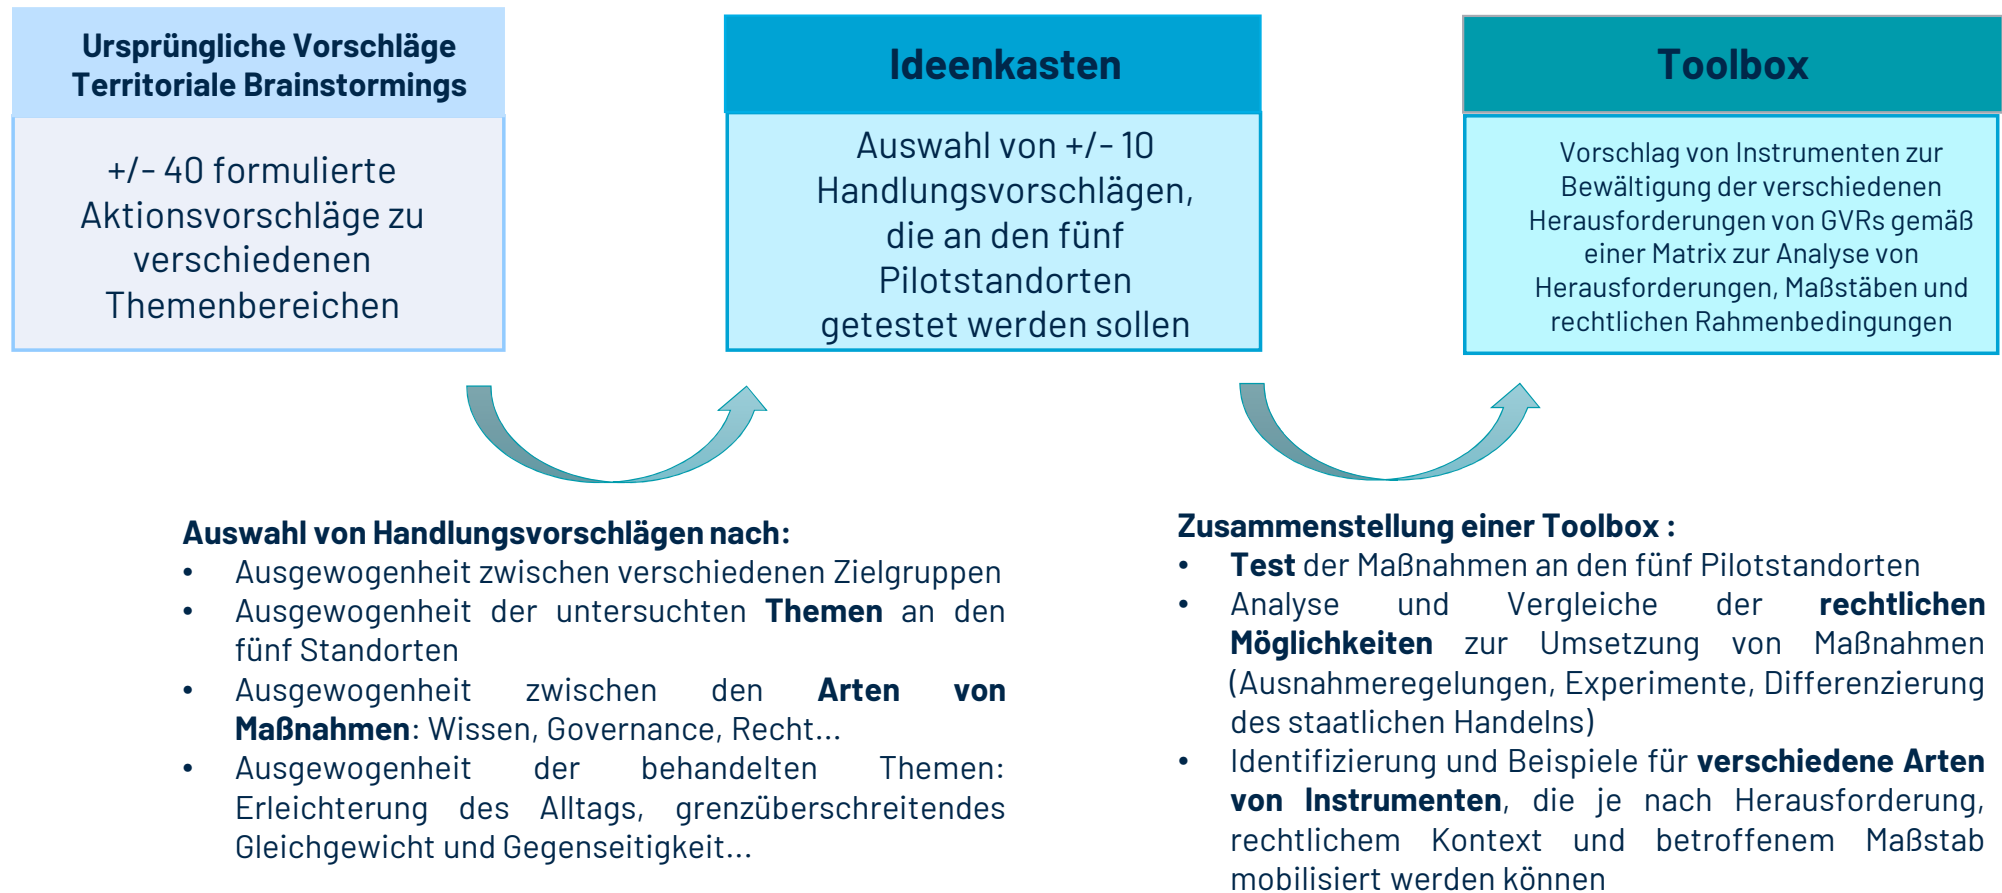 Ursprüngliche Vorschläge
Territoriale Brainstormings
+/- 40 formulierte
Aktionsvorschläge zu
verschiedenen
Themenbereichen
Ideenkasten
Auswahl von +/- 10
Handlungsvorschlägen,
die an den fünf
Pilotstandorten
getestet werden sollen
Toolbox
Vorschlag von Instrumenten zur
Bewältigung der verschiedenen
Herausforderungen von GVRs gemäß
einer Matrix zur Analyse von
Herausforderungen, Maßstäben und
rechtlichen Rahmenbedingungen
Auswahl von Handlungsvorschlägen nach:
• Ausgewogenheit zwischen verschiedenen Zielgruppen
• Ausgewogenheit der untersuchten Themen an den
fünf Standorten
• Ausgewogenheit zwischen den Arten von
Maßnahmen: Wissen, Governance, Recht...
• Ausgewogenheit der behandelten Themen:
Erleichterung des Alltags, grenzüberschreitendes
Gleichgewicht und Gegenseitigkeit...
Zusammenstellung einer Toolbox :
• Test der Maßnahmen an den fünf Pilotstandorten
• Analyse und Vergleiche der rechtlichen
Möglichkeiten zur Umsetzung von Maßnahmen
(Ausnahmeregelungen, Experimente, Differenzierung
des staatlichen Handelns)
• Identifizierung und Beispiele für verschiedene Arten
von Instrumenten, die je nach Herausforderung,
rechtlichem Kontext und betroffenem Maßstab
mobilisiert werden können